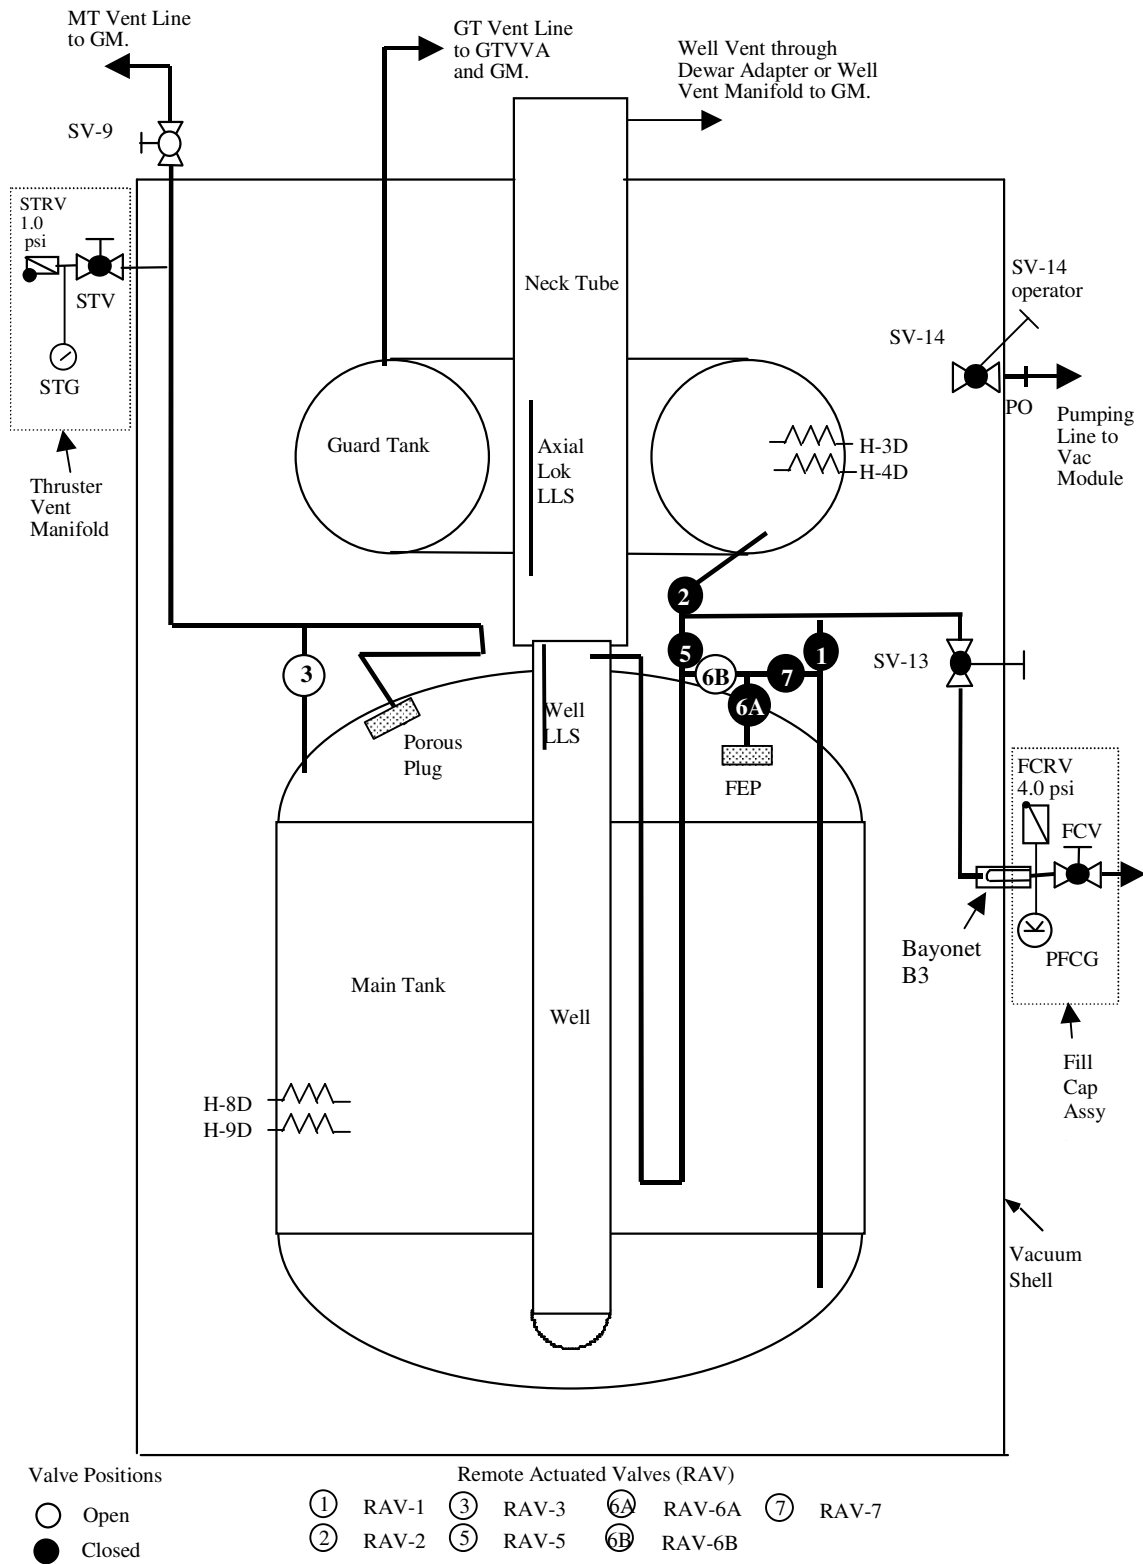 MT Vent Line
to GM.
GT Vent Line
to GTVVA
and GM.
Well Vent through
Dewar Adapter or Well
Vent Manifold to GM.
SV-9
STRV
1.0
psi
STV
STG
Thruster
Vent
Manifold
Neck Tube
SV-14
operator
SV-14
PO
Pumping
Line to
Vac
Module
Guard Tank
Axial
Lok
LLS
H-3D
H-4D
2
5
1
3
6B
7
6A
SV-13
Well
LLS
Porous
Plug
FEP
FCRV
4.0 psi
FCV
PFCG
Bayonet
B3
Main Tank
Well
Fill
Cap
Assy
H-8D
H-9D
Vacuum
Shell
Valve Positions
Open
Closed
Remote Actuated Valves (RAV)
1 RAV-1 3 RAV-3 6A RAV-6A 7 RAV-7
2 RAV-2 5 RAV-5 6B RAV-6B